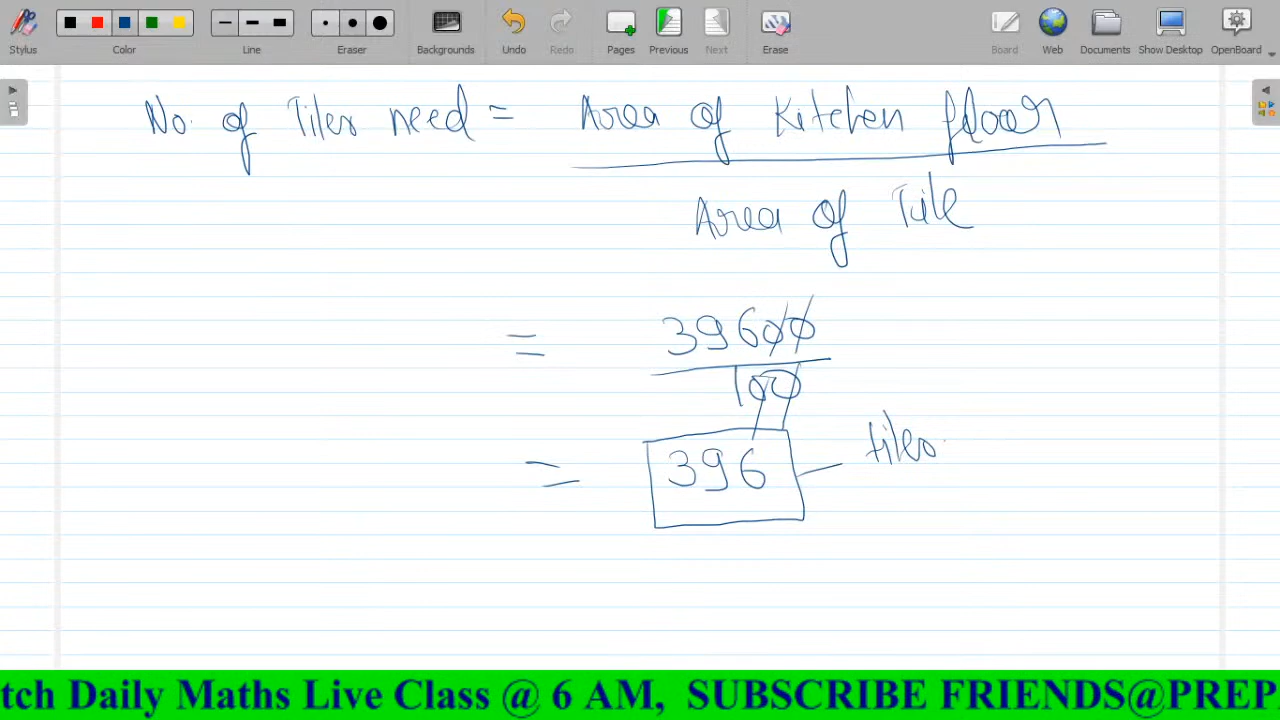 Stylus Color Line Eraser Backgrounds Undo Redo Pages Previous Next Erase Board Web Documents Show Desktop OpenBoard
No. of Tiles need = Area of Kitchen floor
Area of Tile
= 39600
100
= 396 tiles
tch Daily Maths Live Class @ 6 AM, SUBSCRIBE FRIENDS@PREP